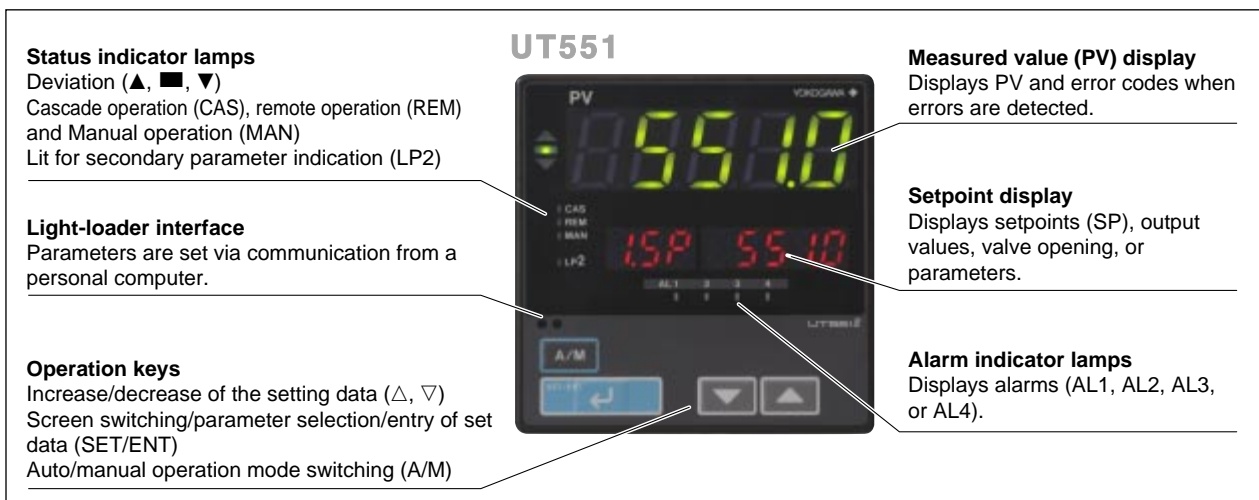 UT551
Status indicator lamps
Deviation (▲, ■, ▼)
Cascade operation (CAS), remote operation (REM)
and Manual operation (MAN)
Lit for secondary parameter indication (LP2)
Light-loader interface
Parameters are set via communication from a
personal computer.
Operation keys
Increase/decrease of the setting data (△, ▽)
Screen switching/parameter selection/entry of set
data (SET/ENT)
Auto/manual operation mode switching (A/M)
PV
YOKOGAWA ◆
551.0
CAS
REM
MAN
LP2
1.SP 551.0
AL1 2 3 4
A/M
Measured value (PV) display
Displays PV and error codes when
errors are detected.
Setpoint display
Displays setpoints (SP), output
values, valve opening, or
parameters.
Alarm indicator lamps
Displays alarms (AL1, AL2, AL3,
or AL4).